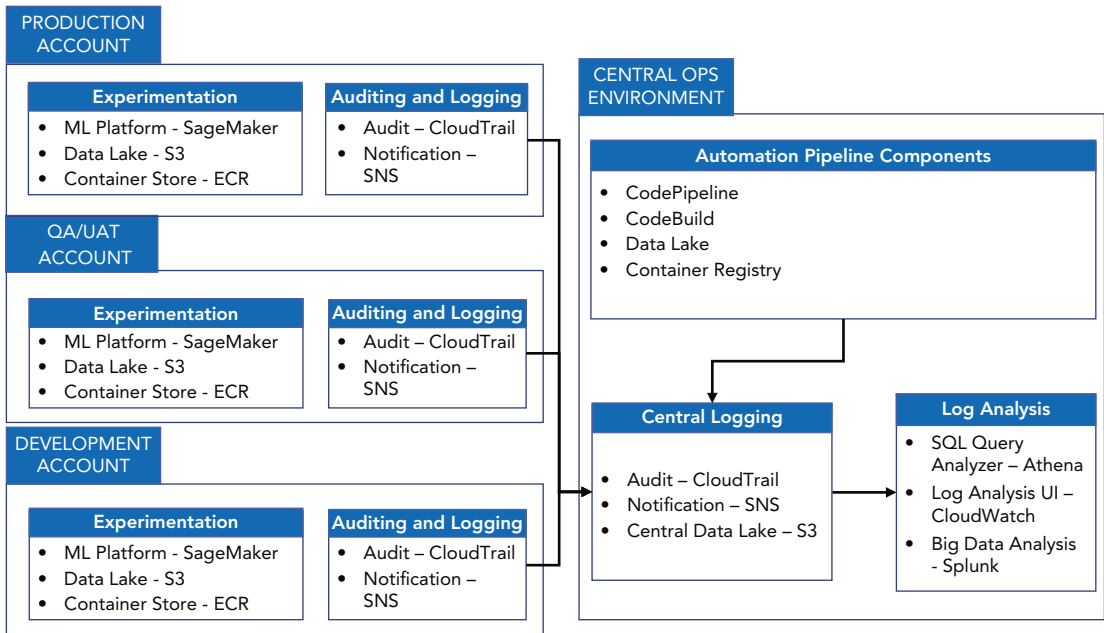 PRODUCTION
ACCOUNT
Experimentation
• ML Platform - SageMaker
• Data Lake - S3
• Container Store - ECR
Auditing and Logging
• Audit – CloudTrail
• Notification –
SNS
QA/UAT
ACCOUNT
Experimentation
• ML Platform - SageMaker
• Data Lake - S3
• Container Store - ECR
Auditing and Logging
• Audit – CloudTrail
• Notification –
SNS
DEVELOPMENT
ACCOUNT
Experimentation
• ML Platform - SageMaker
• Data Lake - S3
• Container Store - ECR
Auditing and Logging
• Audit – CloudTrail
• Notification –
SNS
CENTRAL OPS
ENVIRONMENT
Automation Pipeline Components
• CodePipeline
• CodeBuild
• Data Lake
• Container Registry
Central Logging
• Audit – CloudTrail
• Notification – SNS
• Central Data Lake – S3
Log Analysis
• SQL Query
Analyzer – Athena
• Log Analysis UI –
CloudWatch
• Big Data Analysis
- Splunk